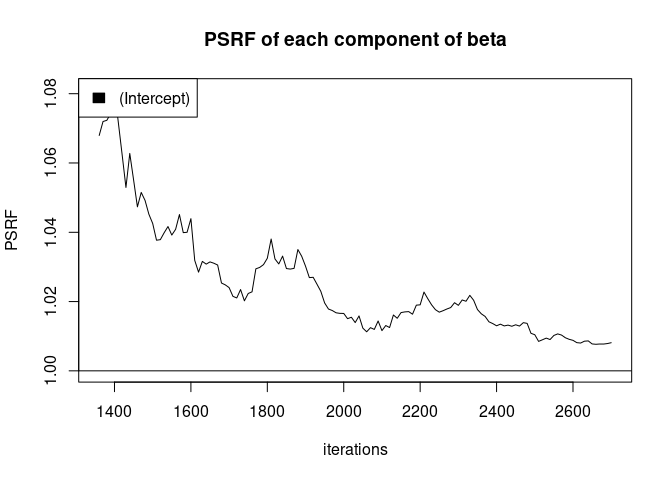 PSRF of each component of beta
(Intercept)
PSRF
1.08
1.06
1.04
1.02
1.00
1400 1600 1800 2000 2200 2400 2600
iterations